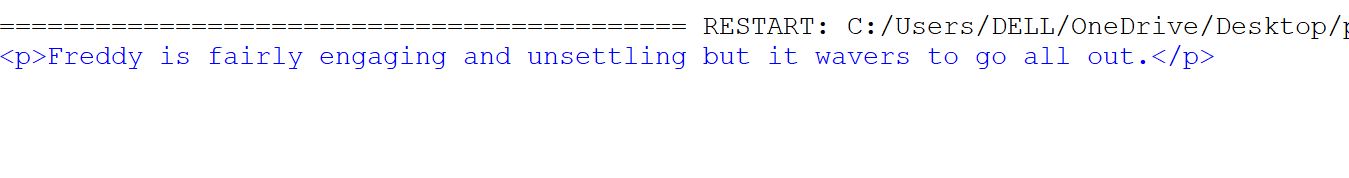 =========================================== RESTART: C:/Users/DELL/OneDrive/Desktop/
<p>Freddy is fairly engaging and unsettling but it wavers to go all out.</p>